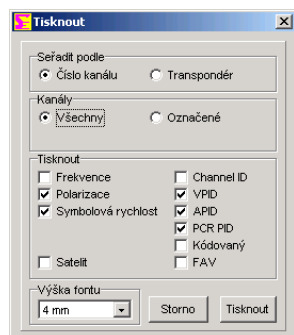 Tisknout
Seřadit podle
Číslo kanálu Transpondér
Kanály
Všechny Označené
Tisknout
Frekvence Channel ID
Polarizace VPID
Symbolová rychlost APID
PCR PID
Kódovaný
Satelit FAV
Výška fontu
4 mm Storno Tisknout